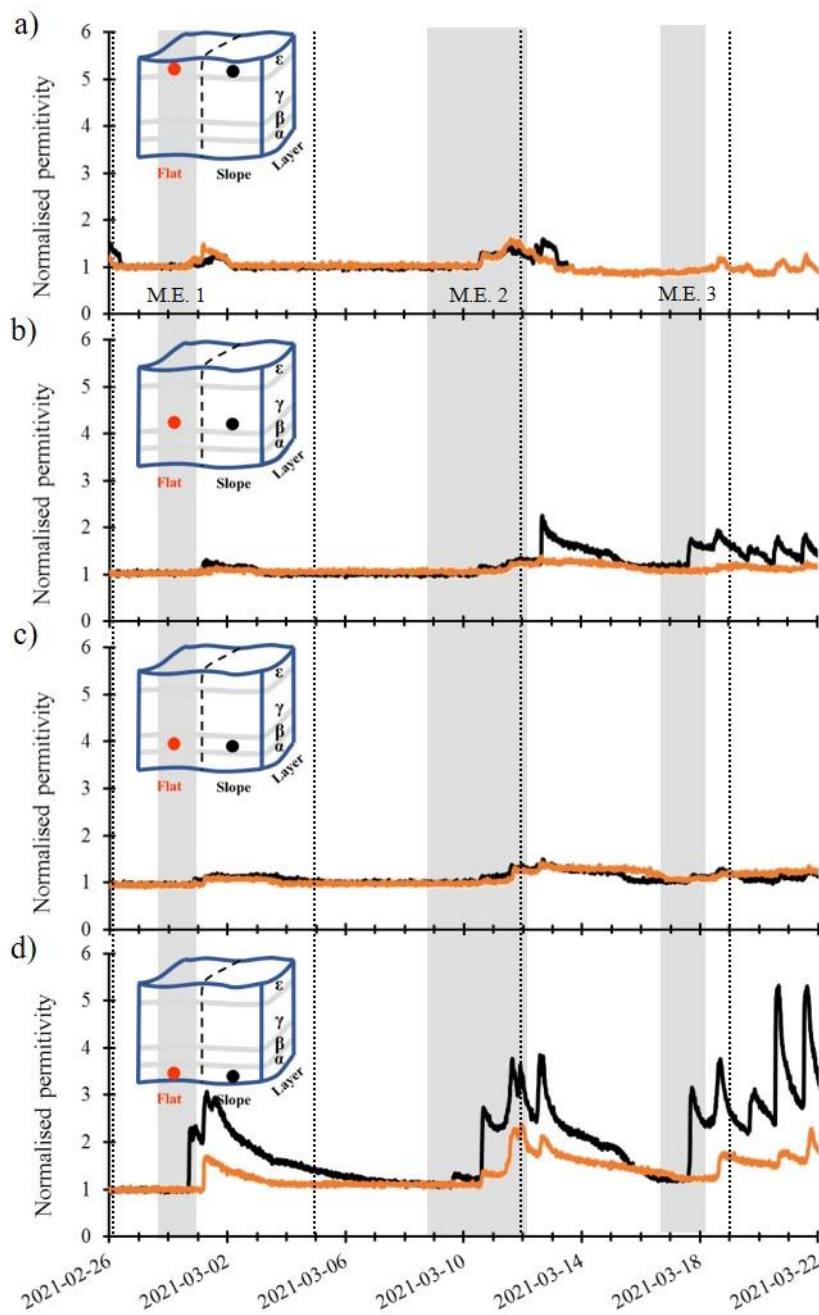 a)
6
5
4
3
2
1
0
Normalised permitivity
ε
γ
β
α
Layer
Flat
Slope
M.E. 1
M.E. 2
M.E. 3
b)
6
5
4
3
2
1
0
Normalised permitivity
ε
γ
β
α
Layer
Flat
Slope
c)
6
5
4
3
2
1
0
Normalised permitivity
ε
γ
β
α
Layer
Flat
Slope
d)
6
5
4
3
2
1
0
Normalised permitivity
ε
γ
β
α
Layer
Flat
Slope
2021-02-26
2021-03-02
2021-03-06
2021-03-10
2021-03-14
2021-03-18
2021-03-22